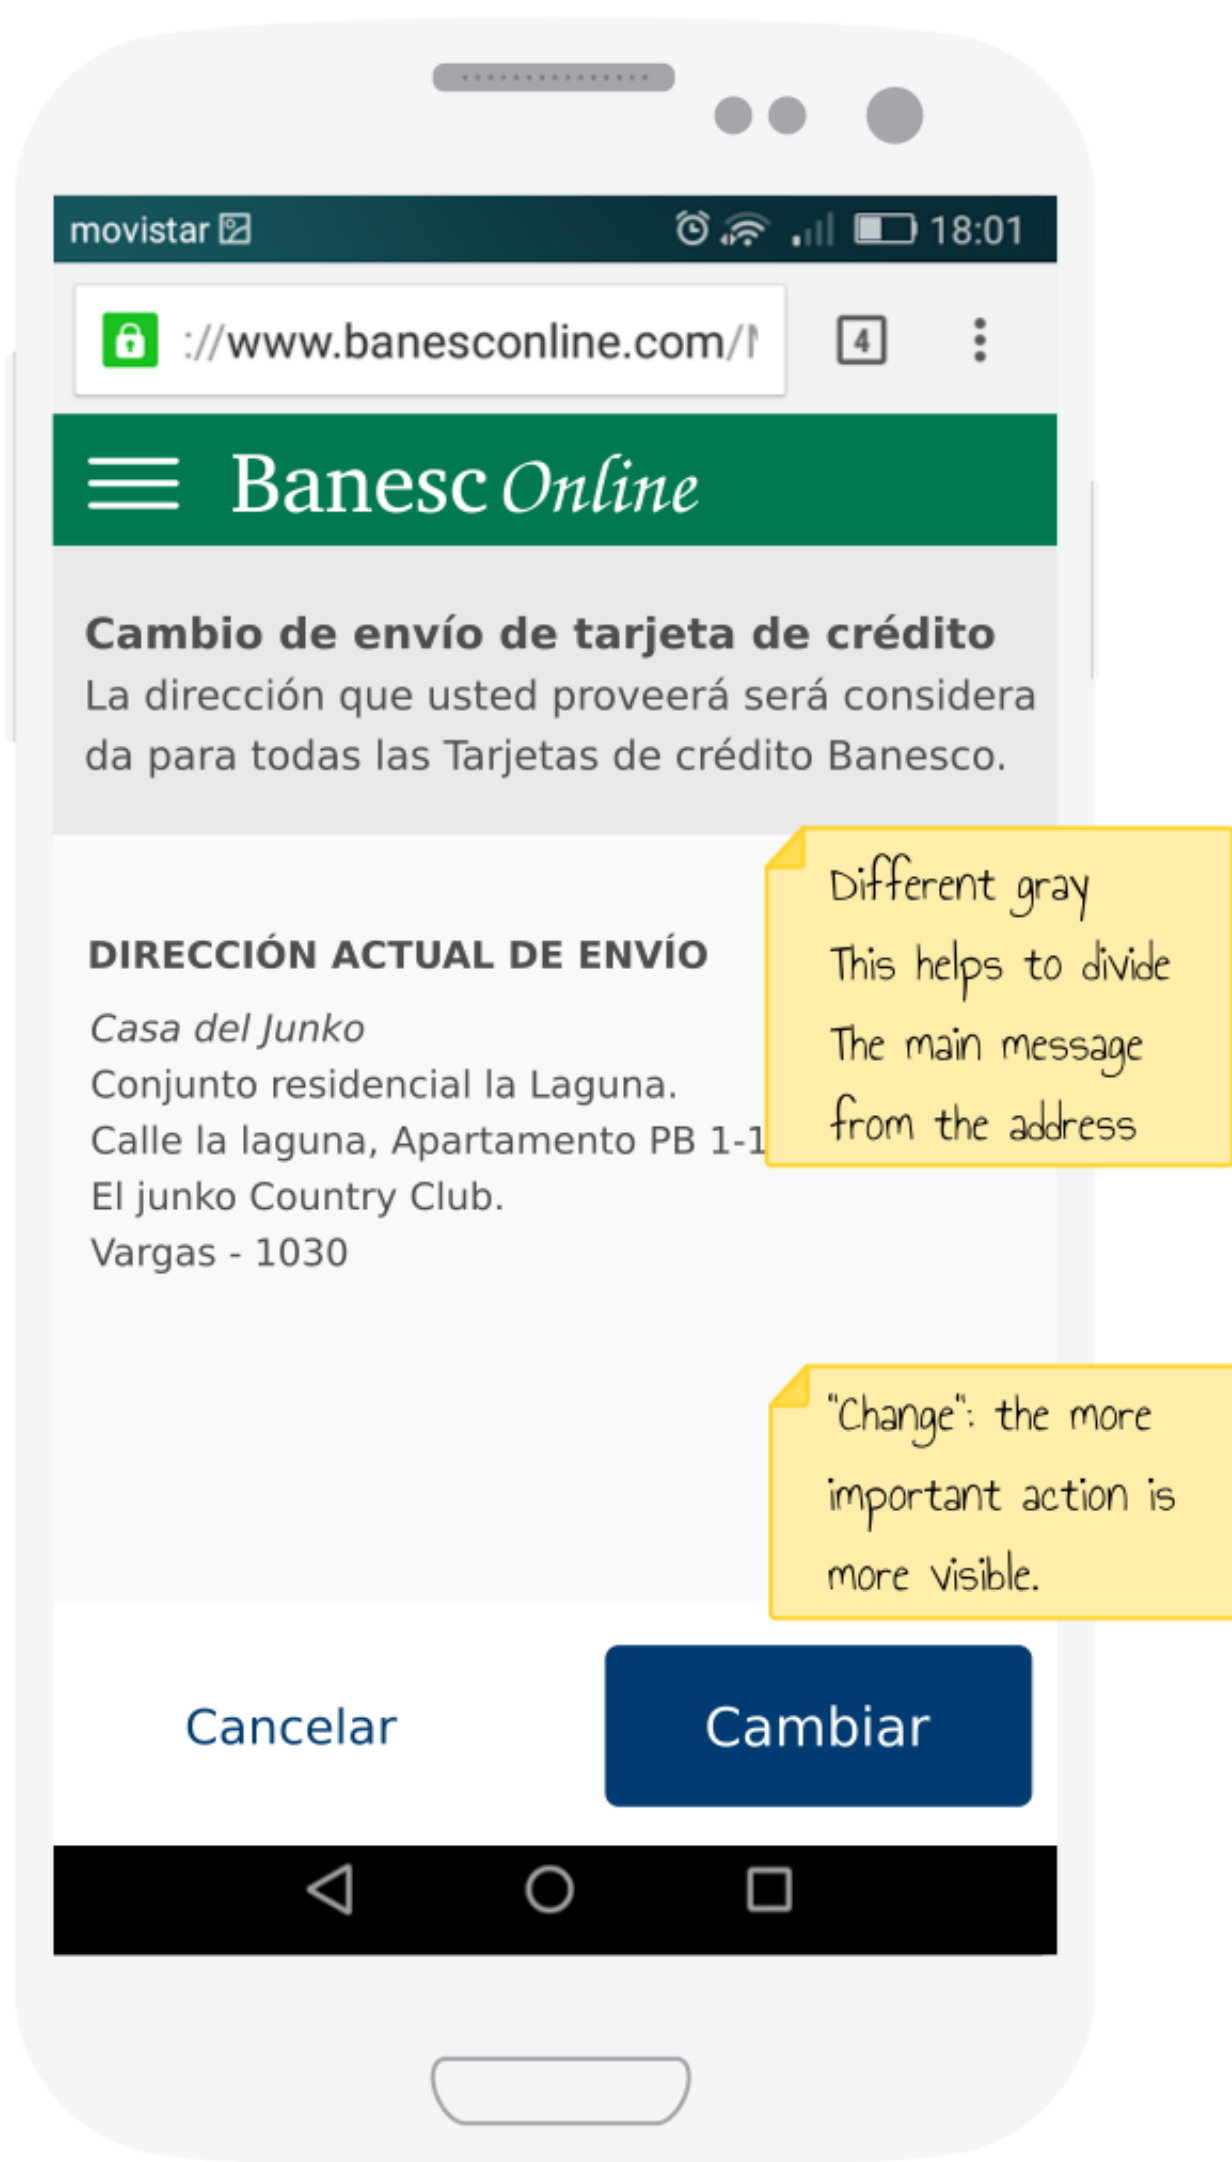 movistar 18:01
://www.banesconline.com/ 4
Banesc Online
Cambio de envío de tarjeta de crédito
La dirección que usted proveerá será considera
da para todas las Tarjetas de crédito Banesco.
Different gray
This helps to divide
The main message
from the address
DIRECCIÓN ACTUAL DE ENVÍO
Casa del Junko
Conjunto residencial la Laguna.
Calle la laguna, Apartamento PB 1-1
El junko Country Club.
Vargas - 1030
"Change": the more
important action is
more visible.
Cancelar
Cambiar